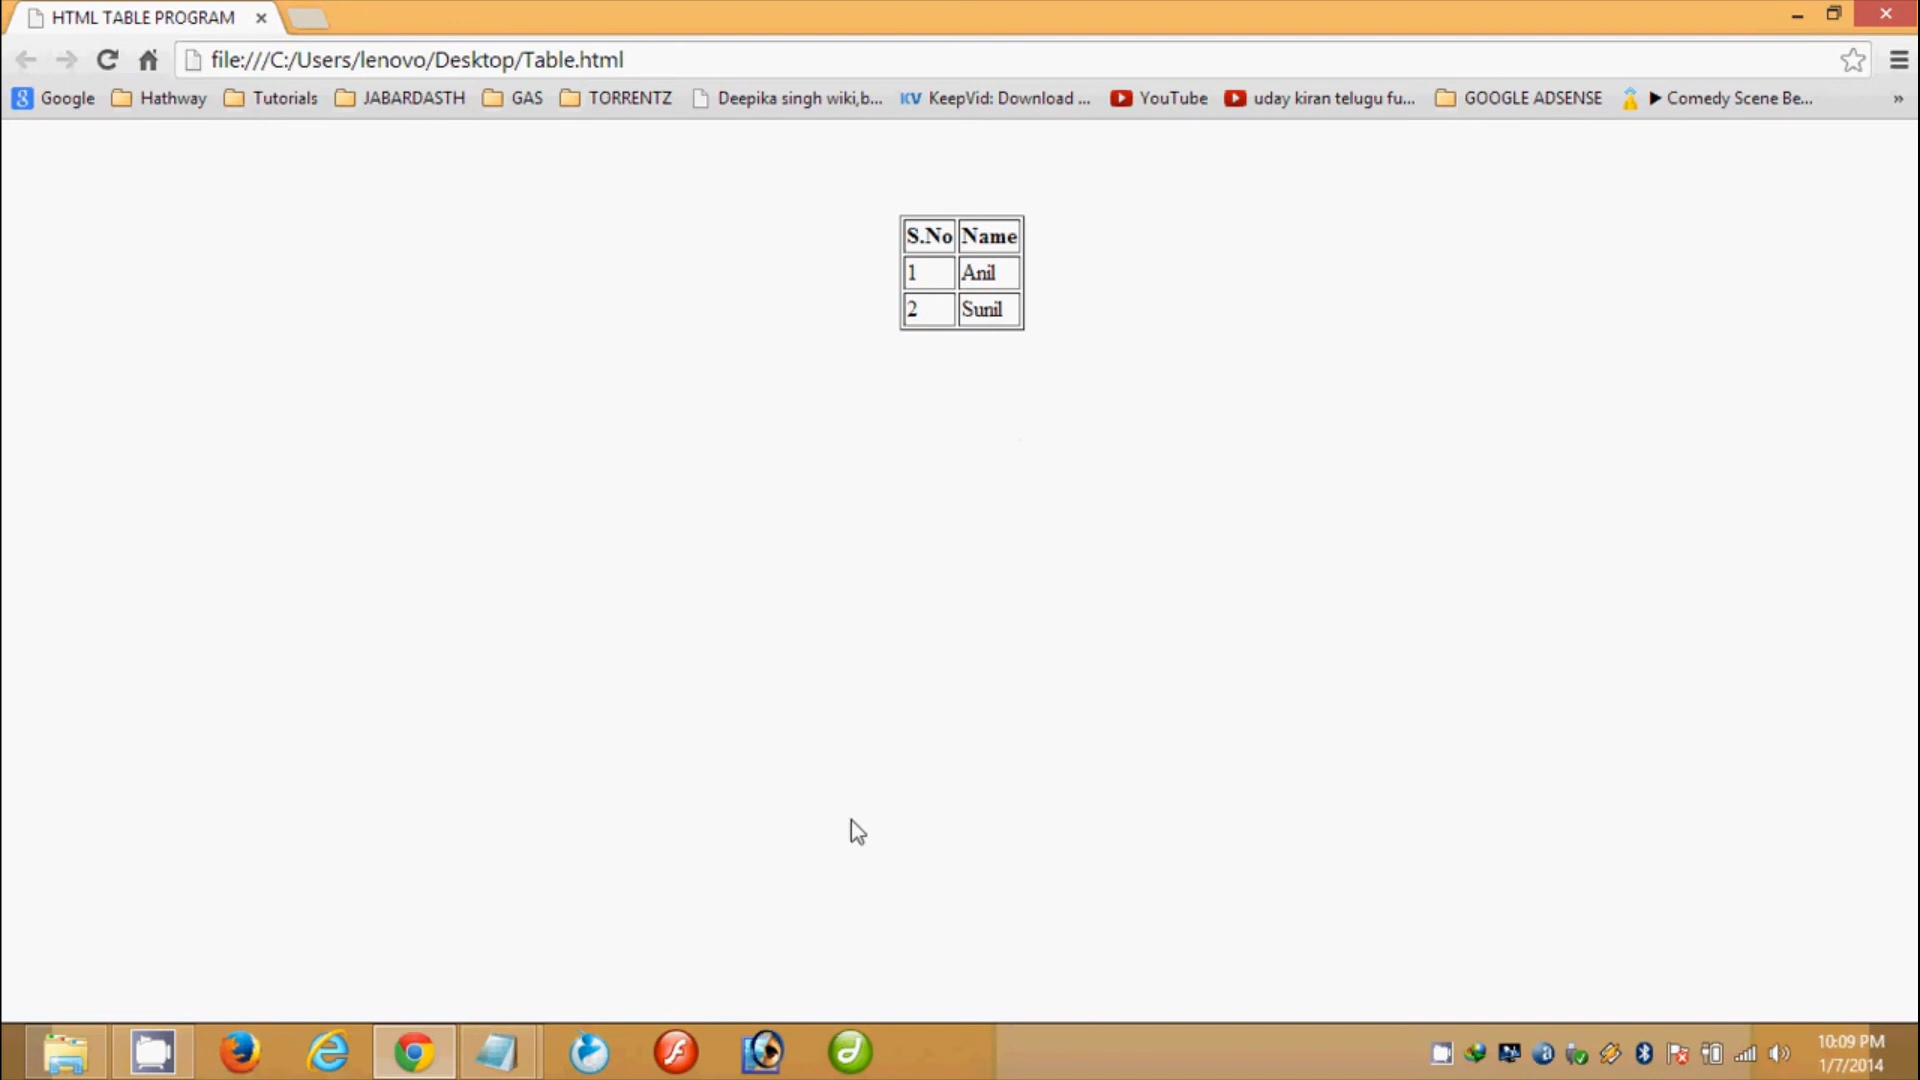 HTML TABLE PROGRAM
file:///C:/Users/lenovo/Desktop/Table.html
Google Hathway Tutorials JABARDASTH GAS TORRENTZ Deepika singh wiki,b... KV KeepVid: Download ... YouTube uday kiran telugu fu... GOOGLE ADSENSE ► Comedy Scene Be... »
S.No Name
1 Anil
2 Sunil
10:09 PM
1/7/2014